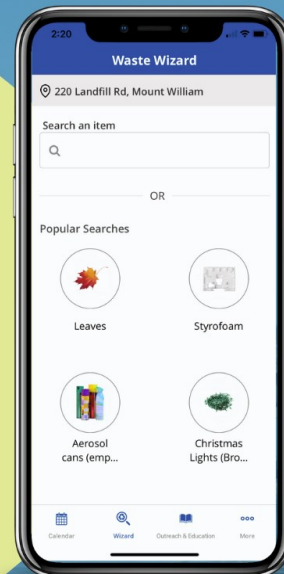 2:20
Waste Wizard
220 Landfill Rd, Mount William
Search an item
OR
Popular Searches
Leaves
Styrofoam
Aerosol
cans (emp...
Christmas
Lights (Bro...
Calendar
Wizard
Outreach & Education
More